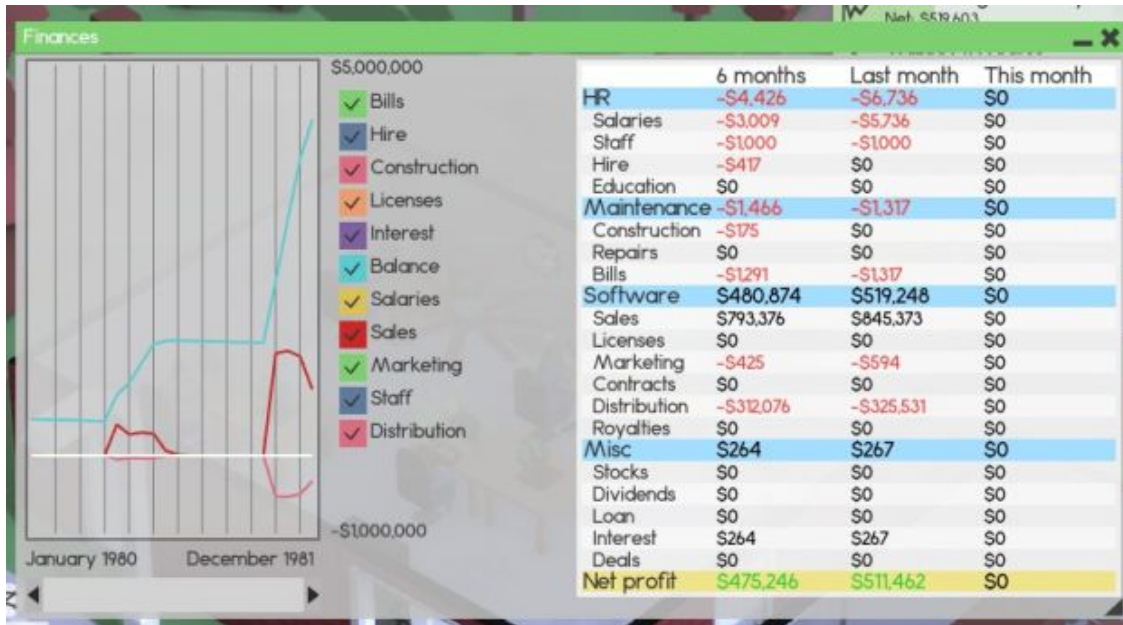 Net: $519,603
Finances
$5,000,000
Bills
Hire
Construction
Licenses
Interest
Balance
Salaries
Sales
Marketing
Staff
Distribution
-$1,000,000
January 1980 December 1981
6 months Last month This month
HR -$4,426 -$6,736 $0
Salaries -$3,009 -$5,736 $0
Staff -$1,000 -$1,000 $0
Hire -$417 $0 $0
Education $0 $0 $0
Maintenance -$1,466 -$1,317 $0
Construction -$175 $0 $0
Repairs $0 $0 $0
Bills -$1,291 -$1,317 $0
Software $480,874 $519,248 $0
Sales $793,376 $845,373 $0
Licenses $0 $0 $0
Marketing -$425 -$594 $0
Contracts $0 $0 $0
Distribution -$312,076 -$325,531 $0
Royalties $0 $0 $0
Misc $264 $267 $0
Stocks $0 $0 $0
Dividends $0 $0 $0
Loan $0 $0 $0
Interest $264 $267 $0
Deals $0 $0 $0
Net profit $475,246 $511,462 $0